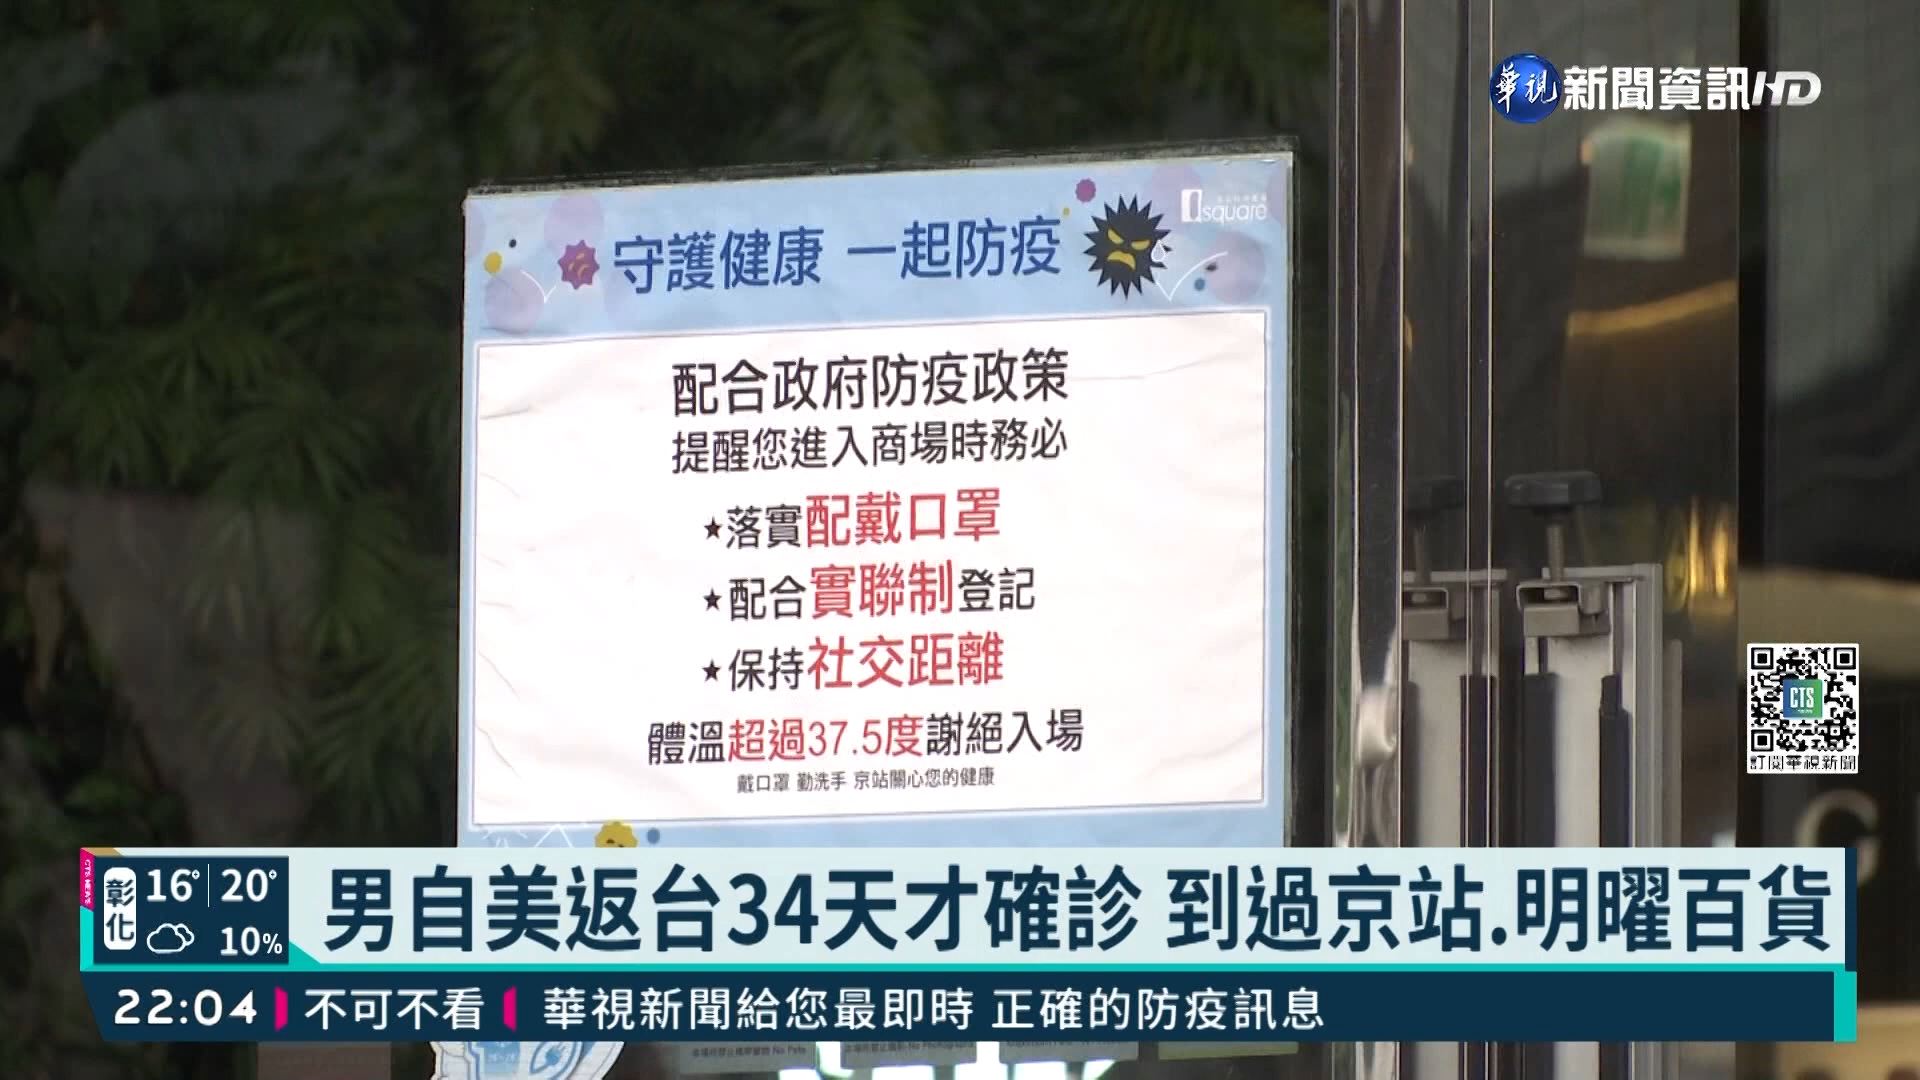 華視 新聞資訊HD
Qsquare
守護健康 一起防疫
配合政府防疫政策
提醒您進入商場時務必
★落實配戴口罩
★配合實聯制登記
★保持社交距離
體溫超過37.5度謝絕入場
戴口罩 勤洗手 京站關心您的健康
CTS
訂閱華視新聞
G
CTS NEWS
彰化
16° 20°
10%
男自美返台34天才確診 到過京站.明曜百貨
22:04 不可不看 華視新聞給您最即時 正確的防疫訊息